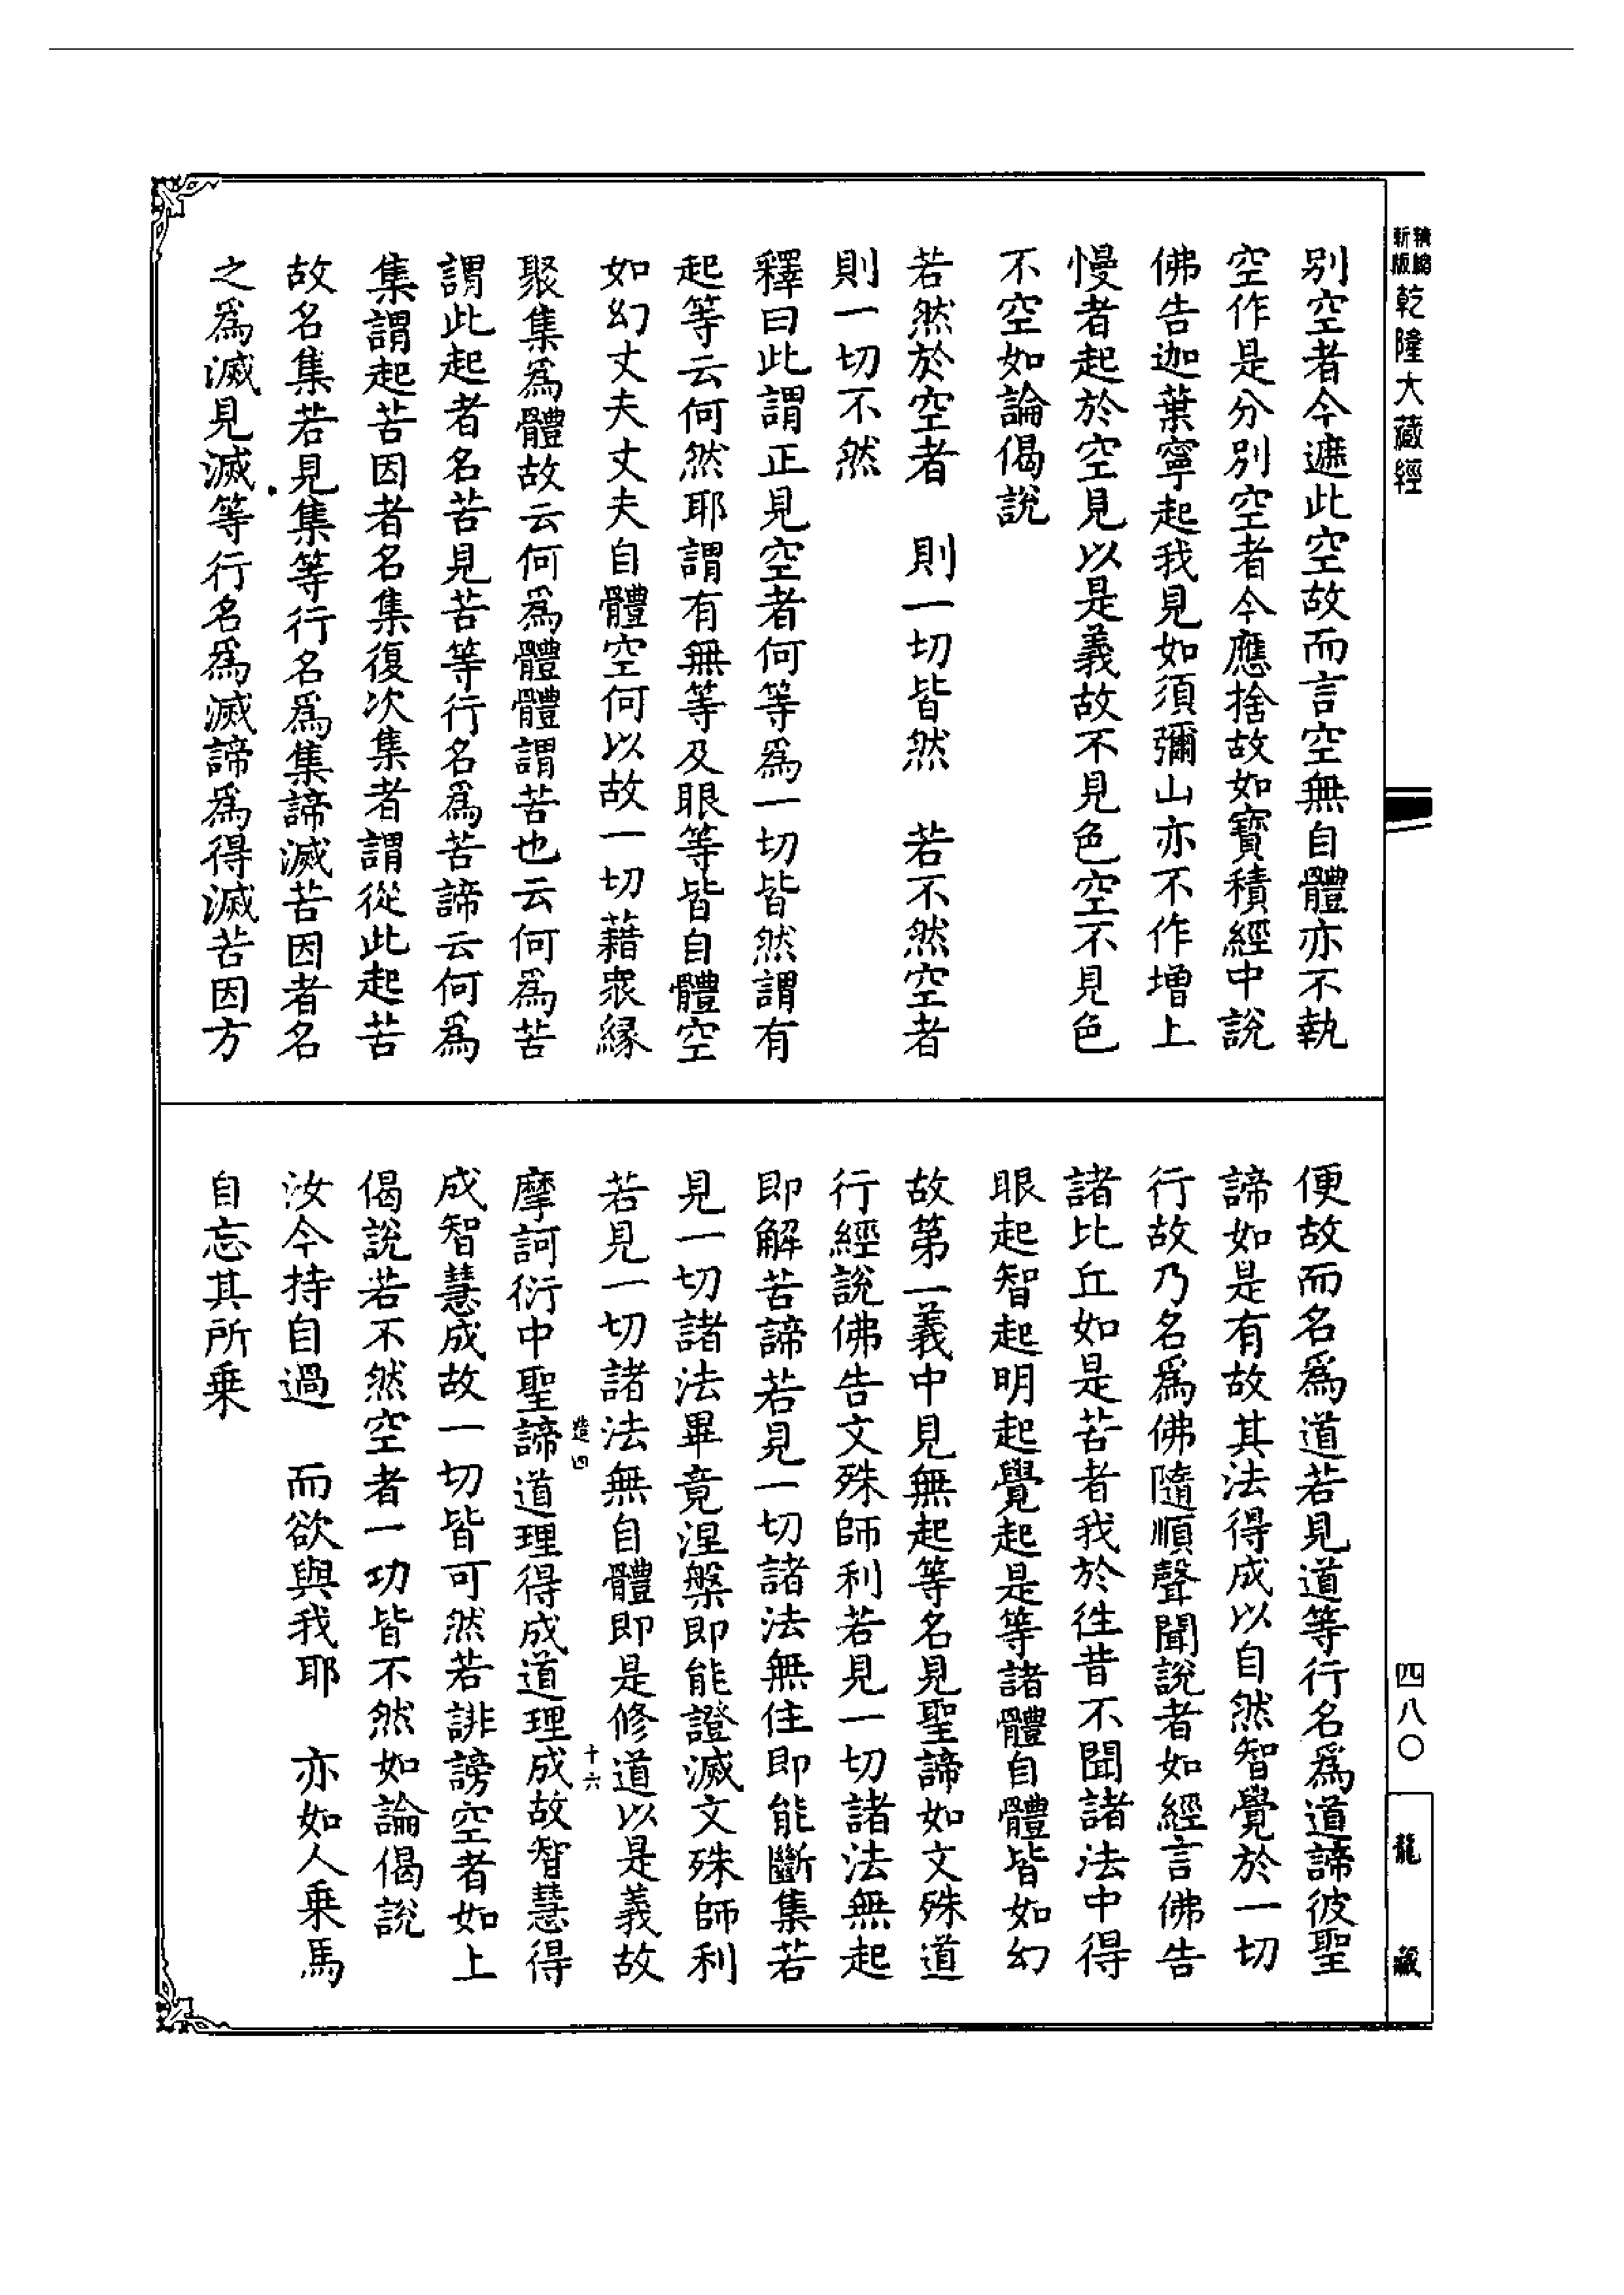 精縮新版乾隆大藏經
四八〇
龍藏
別空者今遮此空故而言空無自體亦不執
空作是分別空者今應捨故如寶積經中說
佛告迦葉寧起我見如須彌山亦不作增上
慢者起於空見以是義故不見色空不見色
不空如論偈說
若然於空者 則一切皆然 若不然空者
則一切不然
釋曰此謂正見空者何等為一切皆然謂有
起等云何然耶謂有無等及眼等皆自體空
如幻丈夫丈夫自體空何以故一切藉眾緣
聚集為體故云何為體體謂苦也云何為苦
謂此起者名苦見苦等行名為苦諦云何為
集謂起苦因者名集復次集者謂從此起苦
故名集若見集等行名為集諦滅苦因者名
之為滅見滅等行名為滅諦為得滅苦因方
便故而名為道若見道等行名為道諦彼聖
諦如是有故其法得成以自然智覺於一切
行故乃名為佛隨順聲聞說者如經言佛告
諸比丘如是苦者我於徃昔不聞諸法中得
眼起智起明起覺起是等諸體自體皆如幻
故第一義中見無起等名見聖諦如文殊道
行經說佛告文殊師利若見一切諸法無起
即解苦諦若見一切諸法無住即能斷集若
見一切諸法畢竟涅槃即能證滅文殊師利
若見一切諸法無自體即是修道以是義故
造四
十六
摩訶衍中聖諦道理得成道理成故智慧得
成智慧成故一切皆可然若誹謗空者如上
偈說若不然空者一功皆不然如論偈說
汝今持自過 而欲與我耶 亦如人乗馬
自忘其所乗